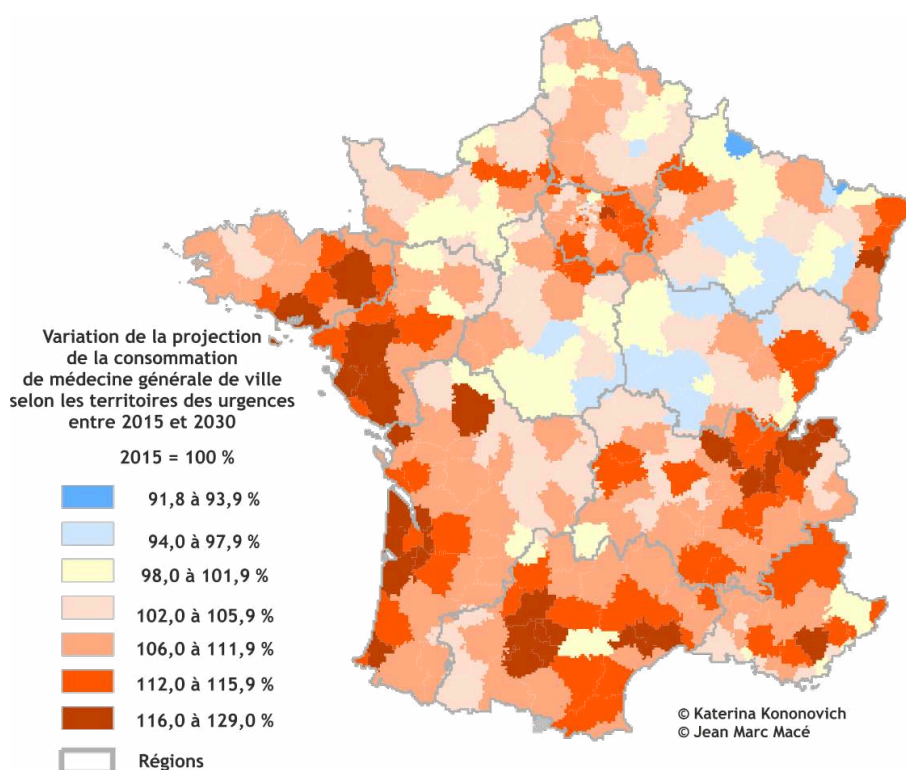 Variation de la projection
de la consommation
de médecine générale de ville
selon les territoires des urgences
entre 2015 et 2030
2015 = 100 %
91,8 à 93,9 %
94,0 à 97,9 %
98,0 à 101,9 %
102,0 à 105,9 %
106,0 à 111,9 %
112,0 à 115,9 %
116,0 à 129,0 %
Régions
© Katerina Kononovich
© Jean Marc Macé